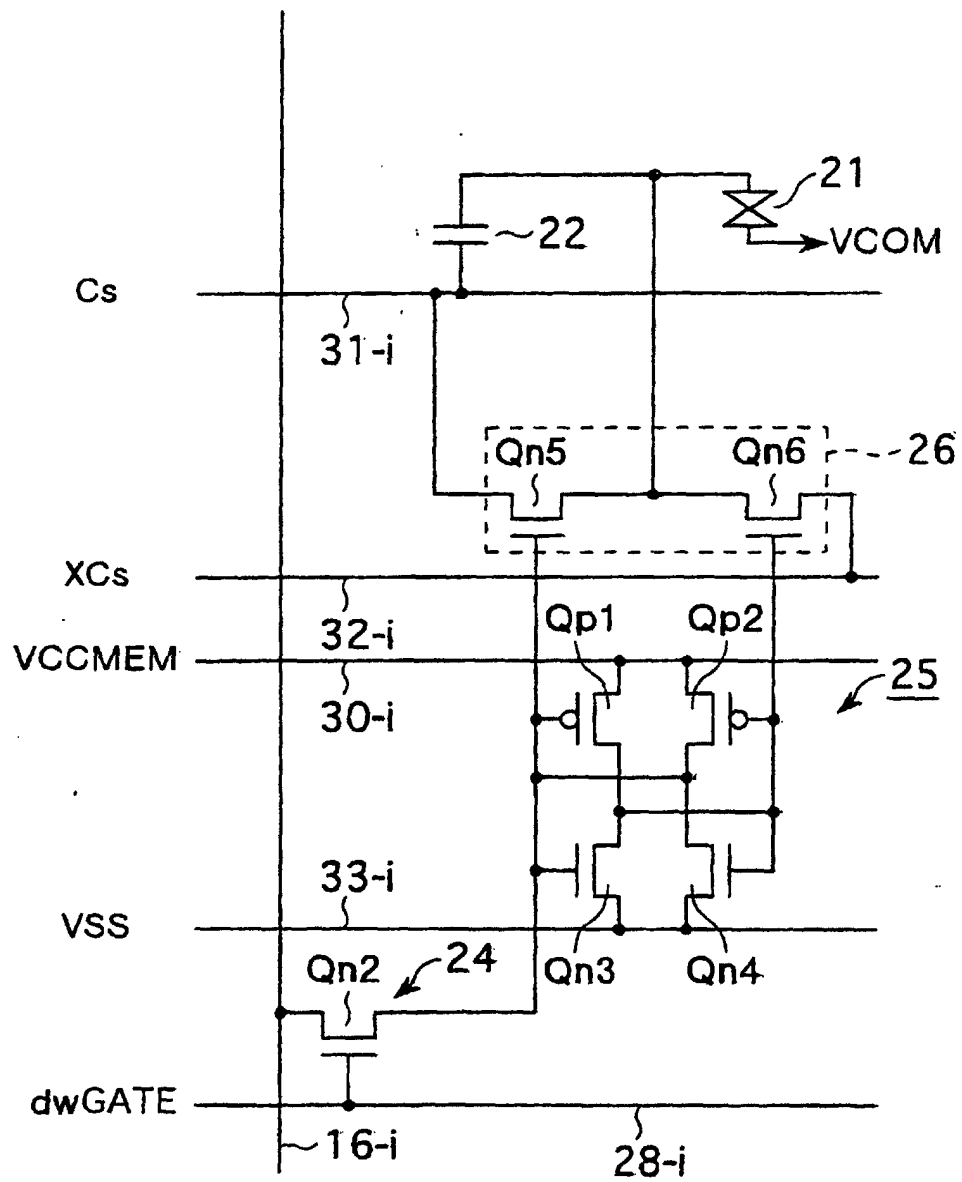 21
22
VCOM
Cs
31-i
Qn5
Qn6
26
XCs
32-i
Qp1
Qp2
VCCMEM
30-i
25
33-i
VSS
Qn2
24
Qn3
Qn4
dwGATE
16-i
28-i